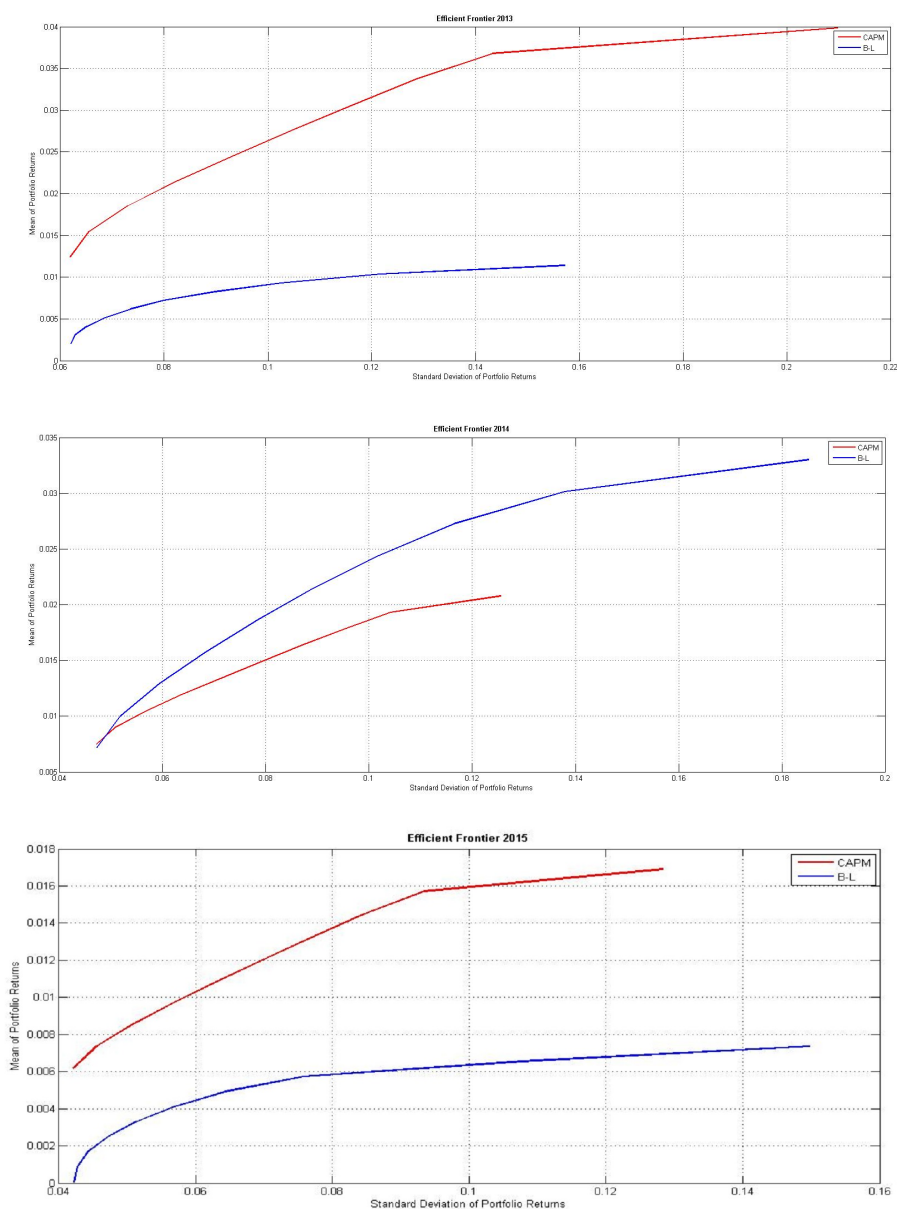 Efficient Frontier 2013
0.04
CAPM
B-L
0.035
0.03
0.025
0.02
0.015
0.01
0.005
0
Mean of Portfolio Returns
0.06 0.08 0.1 0.12 0.14 0.16 0.18 0.2 0.22
Standard Deviation of Portfolio Returns
Efficient Frontier 2014
0.035
CAPM
B-L
0.03
0.025
0.02
0.015
0.01
0.005
Mean of Portfolio Returns
0.04 0.06 0.08 0.1 0.12 0.14 0.16 0.18 0.2
Standard Deviation of Portfolio Returns
Efficient Frontier 2015
0.018
CAPM
B-L
0.016
0.014
0.012
0.01
0.008
0.006
0.004
0.002
0
Mean of Portfolio Returns
0.04 0.06 0.08 0.1 0.12 0.14 0.16
Standard Deviation of Portfolio Returns